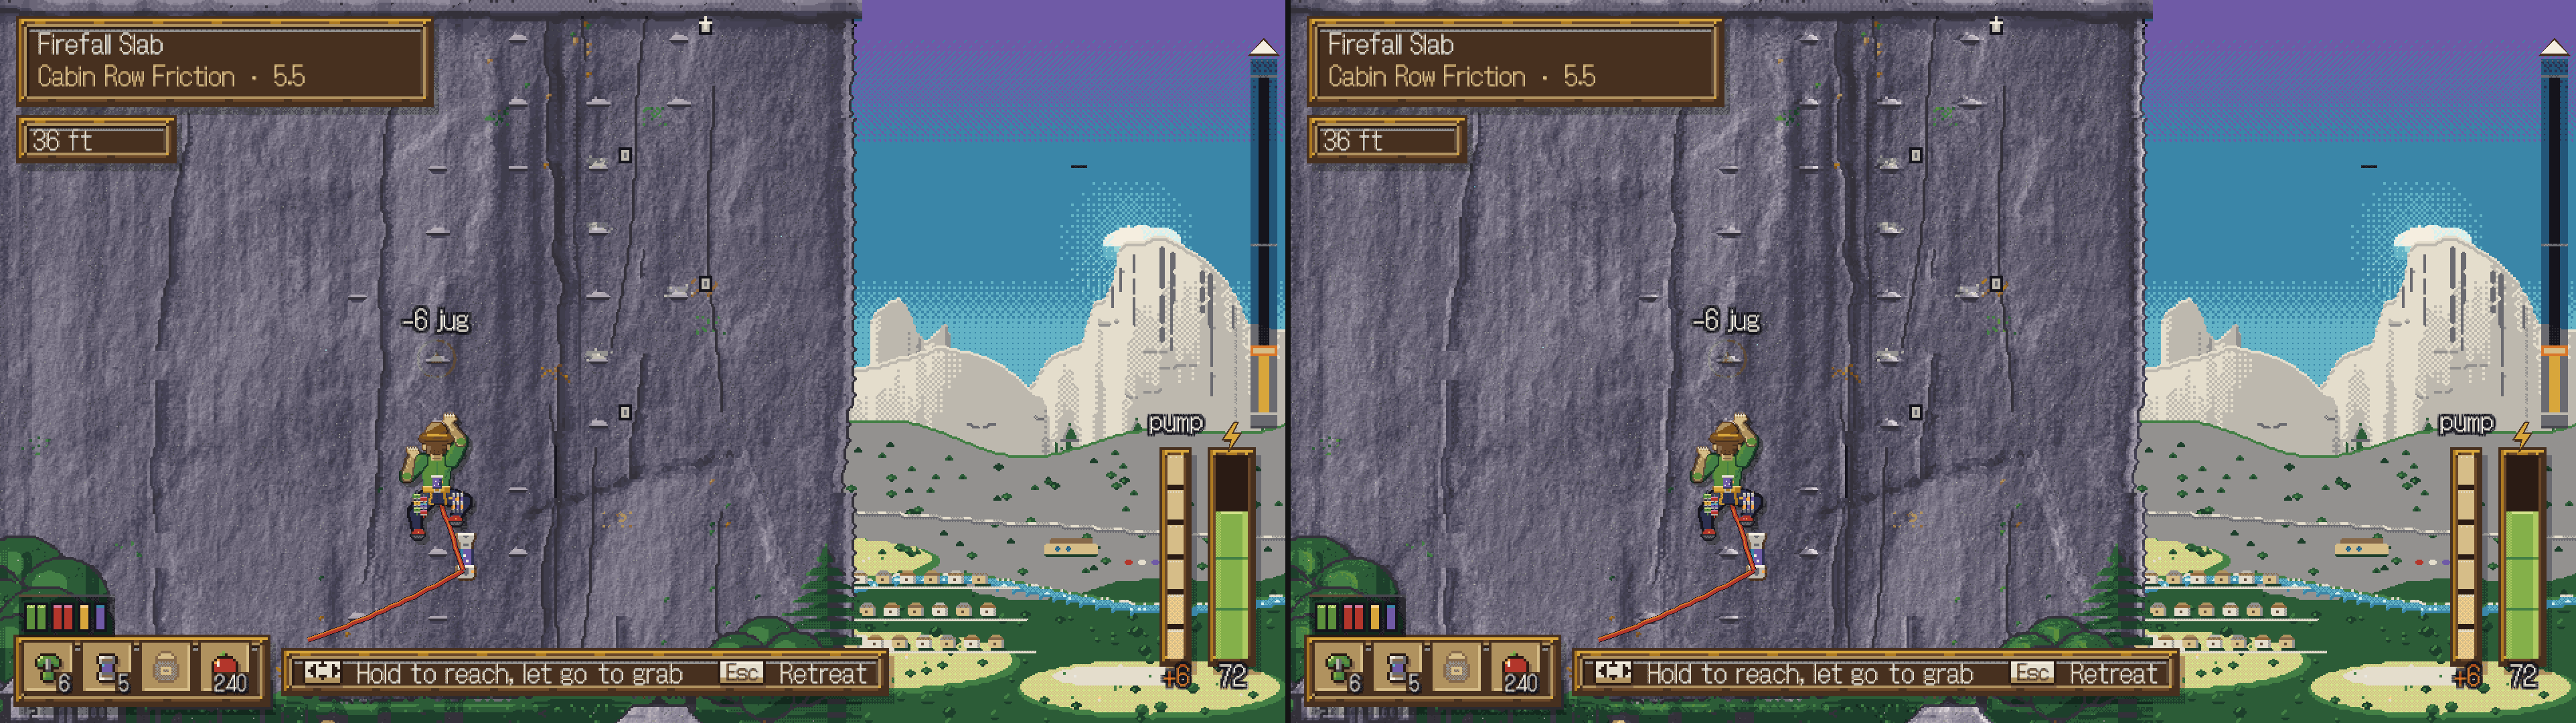 Firefall Slab
Cabin Row Friction · 5.5
36 ft
-6 jug
pump
+6
72
6
5
240
Hold to reach, let go to grab
Esc Retreat
Firefall Slab
Cabin Row Friction · 5.5
36 ft
-6 jug
pump
+6
72
6
5
240
Hold to reach, let go to grab
Esc Retreat